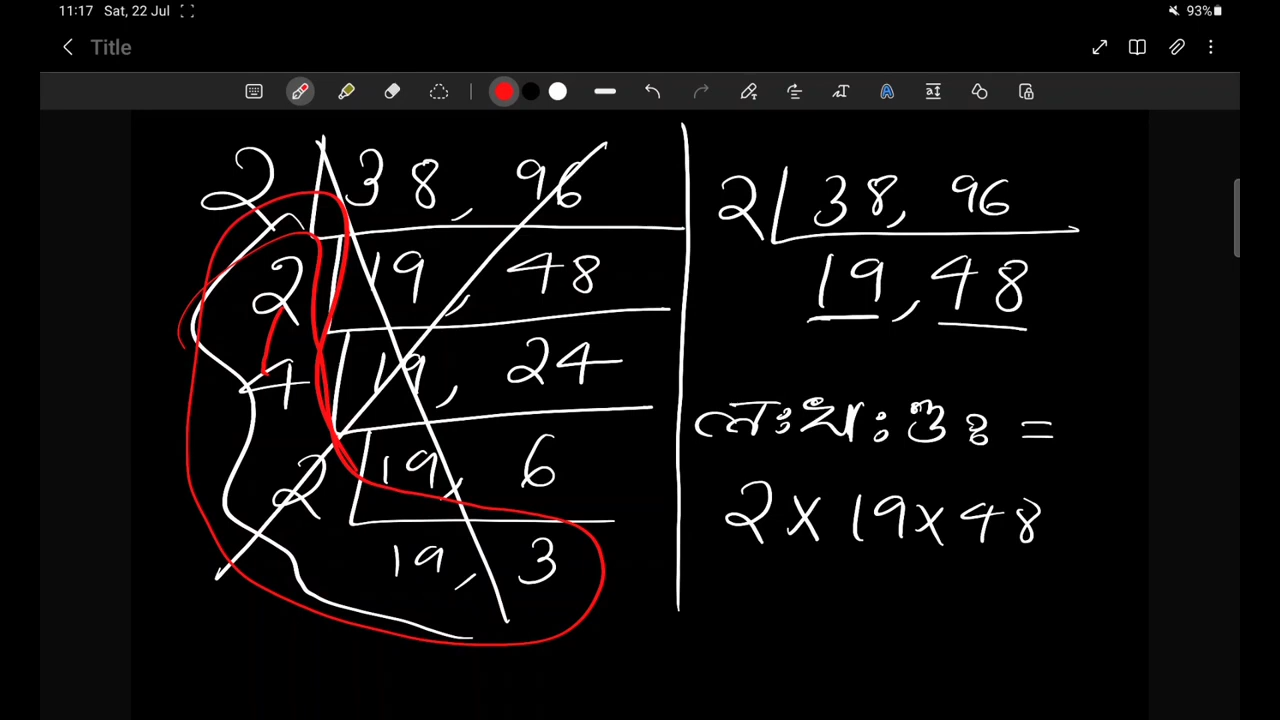 11:17 Sat, 22 Jul
93%
Title
2 38, 96
2 19, 48
4 19, 24
2 19, 6
19, 3
2 38, 96
19, 48
লঃসাঃগুঃ =
2 × 19 × 48